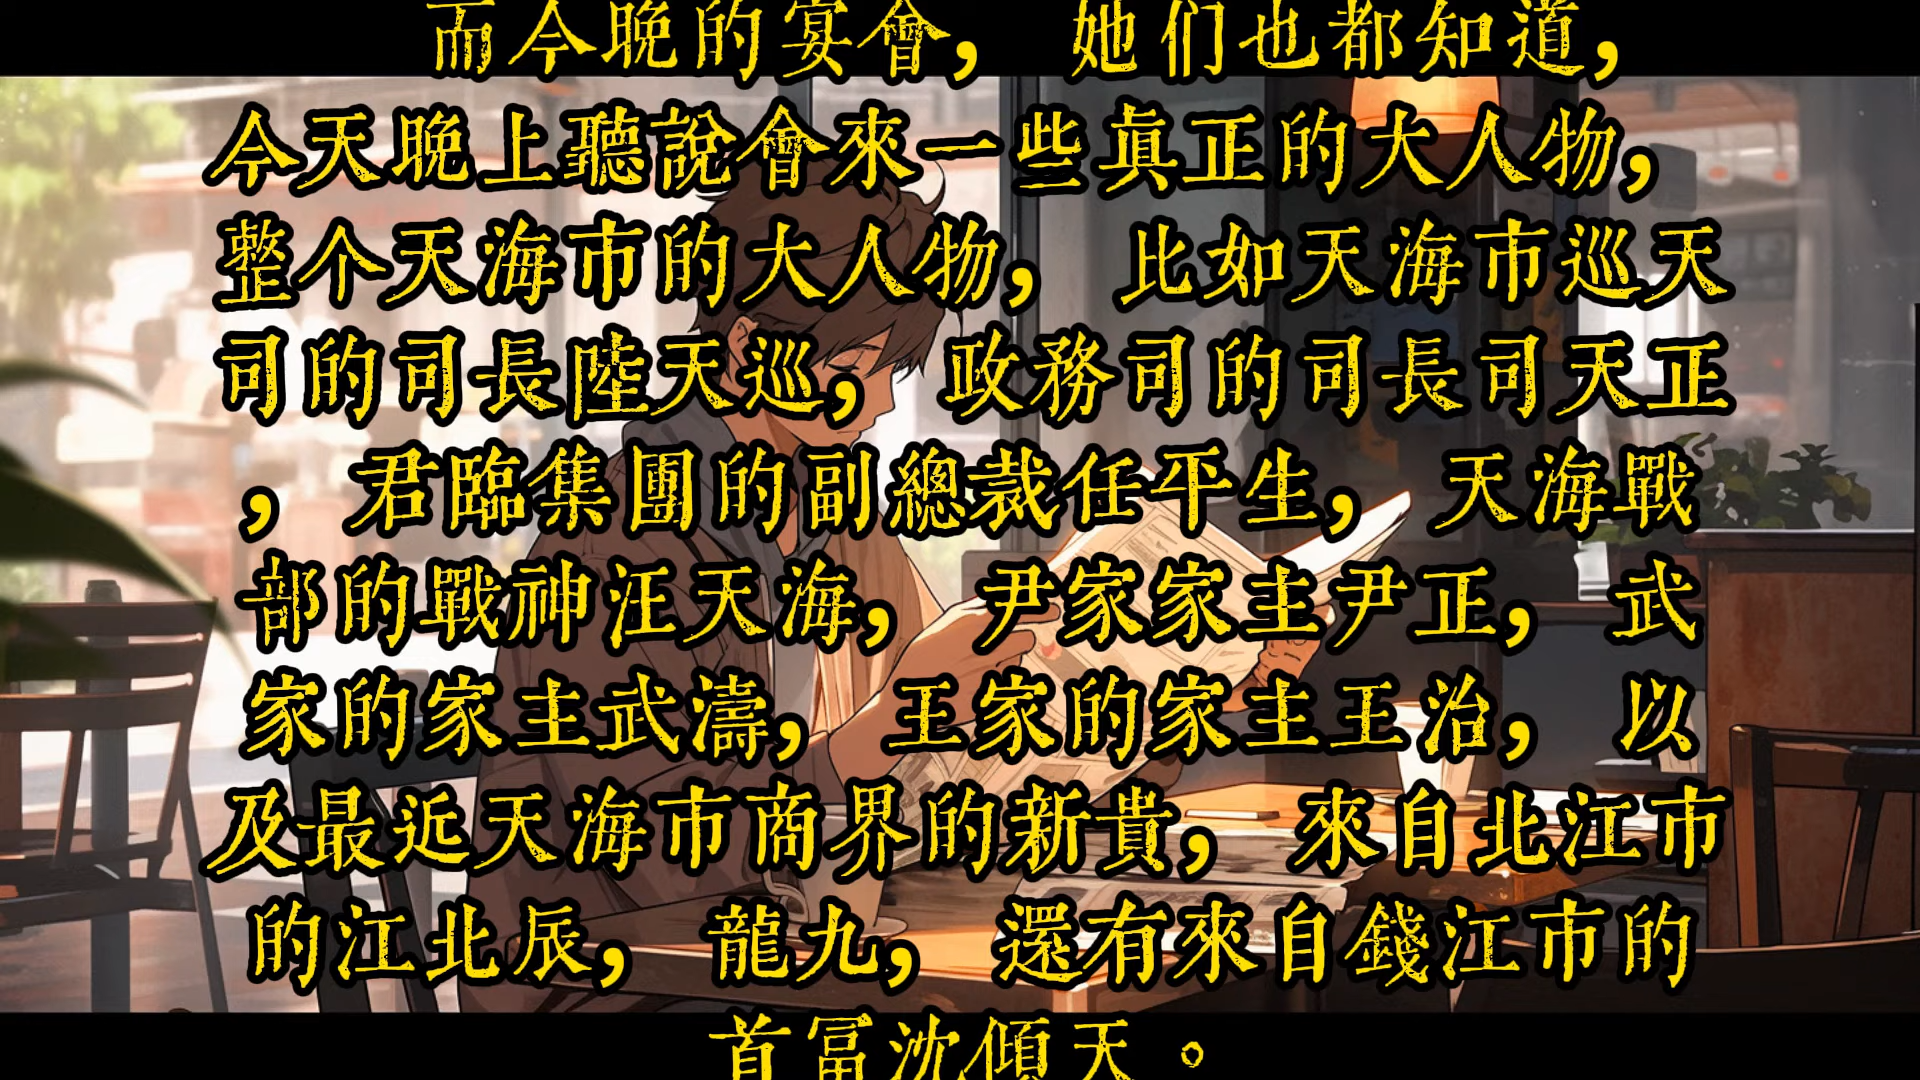 而今晚的宴會, 她们也都知道,
今天晚上聽說會來一些真正的大人物,
整个天海市的大人物, 比如天海市巡天
司的司長陸天巡, 政務司的司長司天正
, 君臨集團的副總裁任平生, 天海戰
部的戰神汪天海, 尹家家主尹正, 武
家的家主武濤, 王家的家主王治, 以
及最近天海市商界的新貴, 來自北江市
的江北辰, 龍九, 還有來自錢江市的
首冨沈傾天。